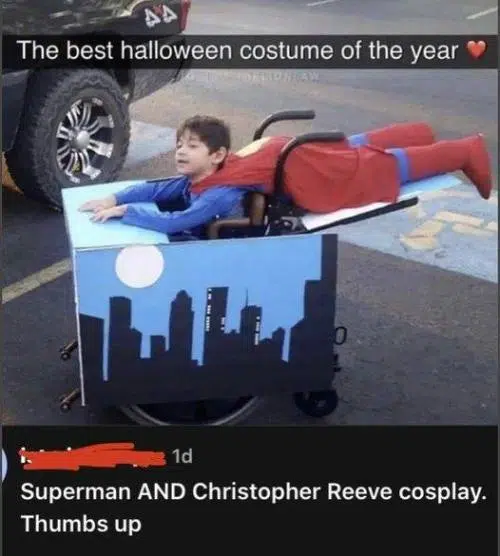 The best halloween costume of the year ❤️
1d
Superman AND Christopher Reeve cosplay.
Thumbs up